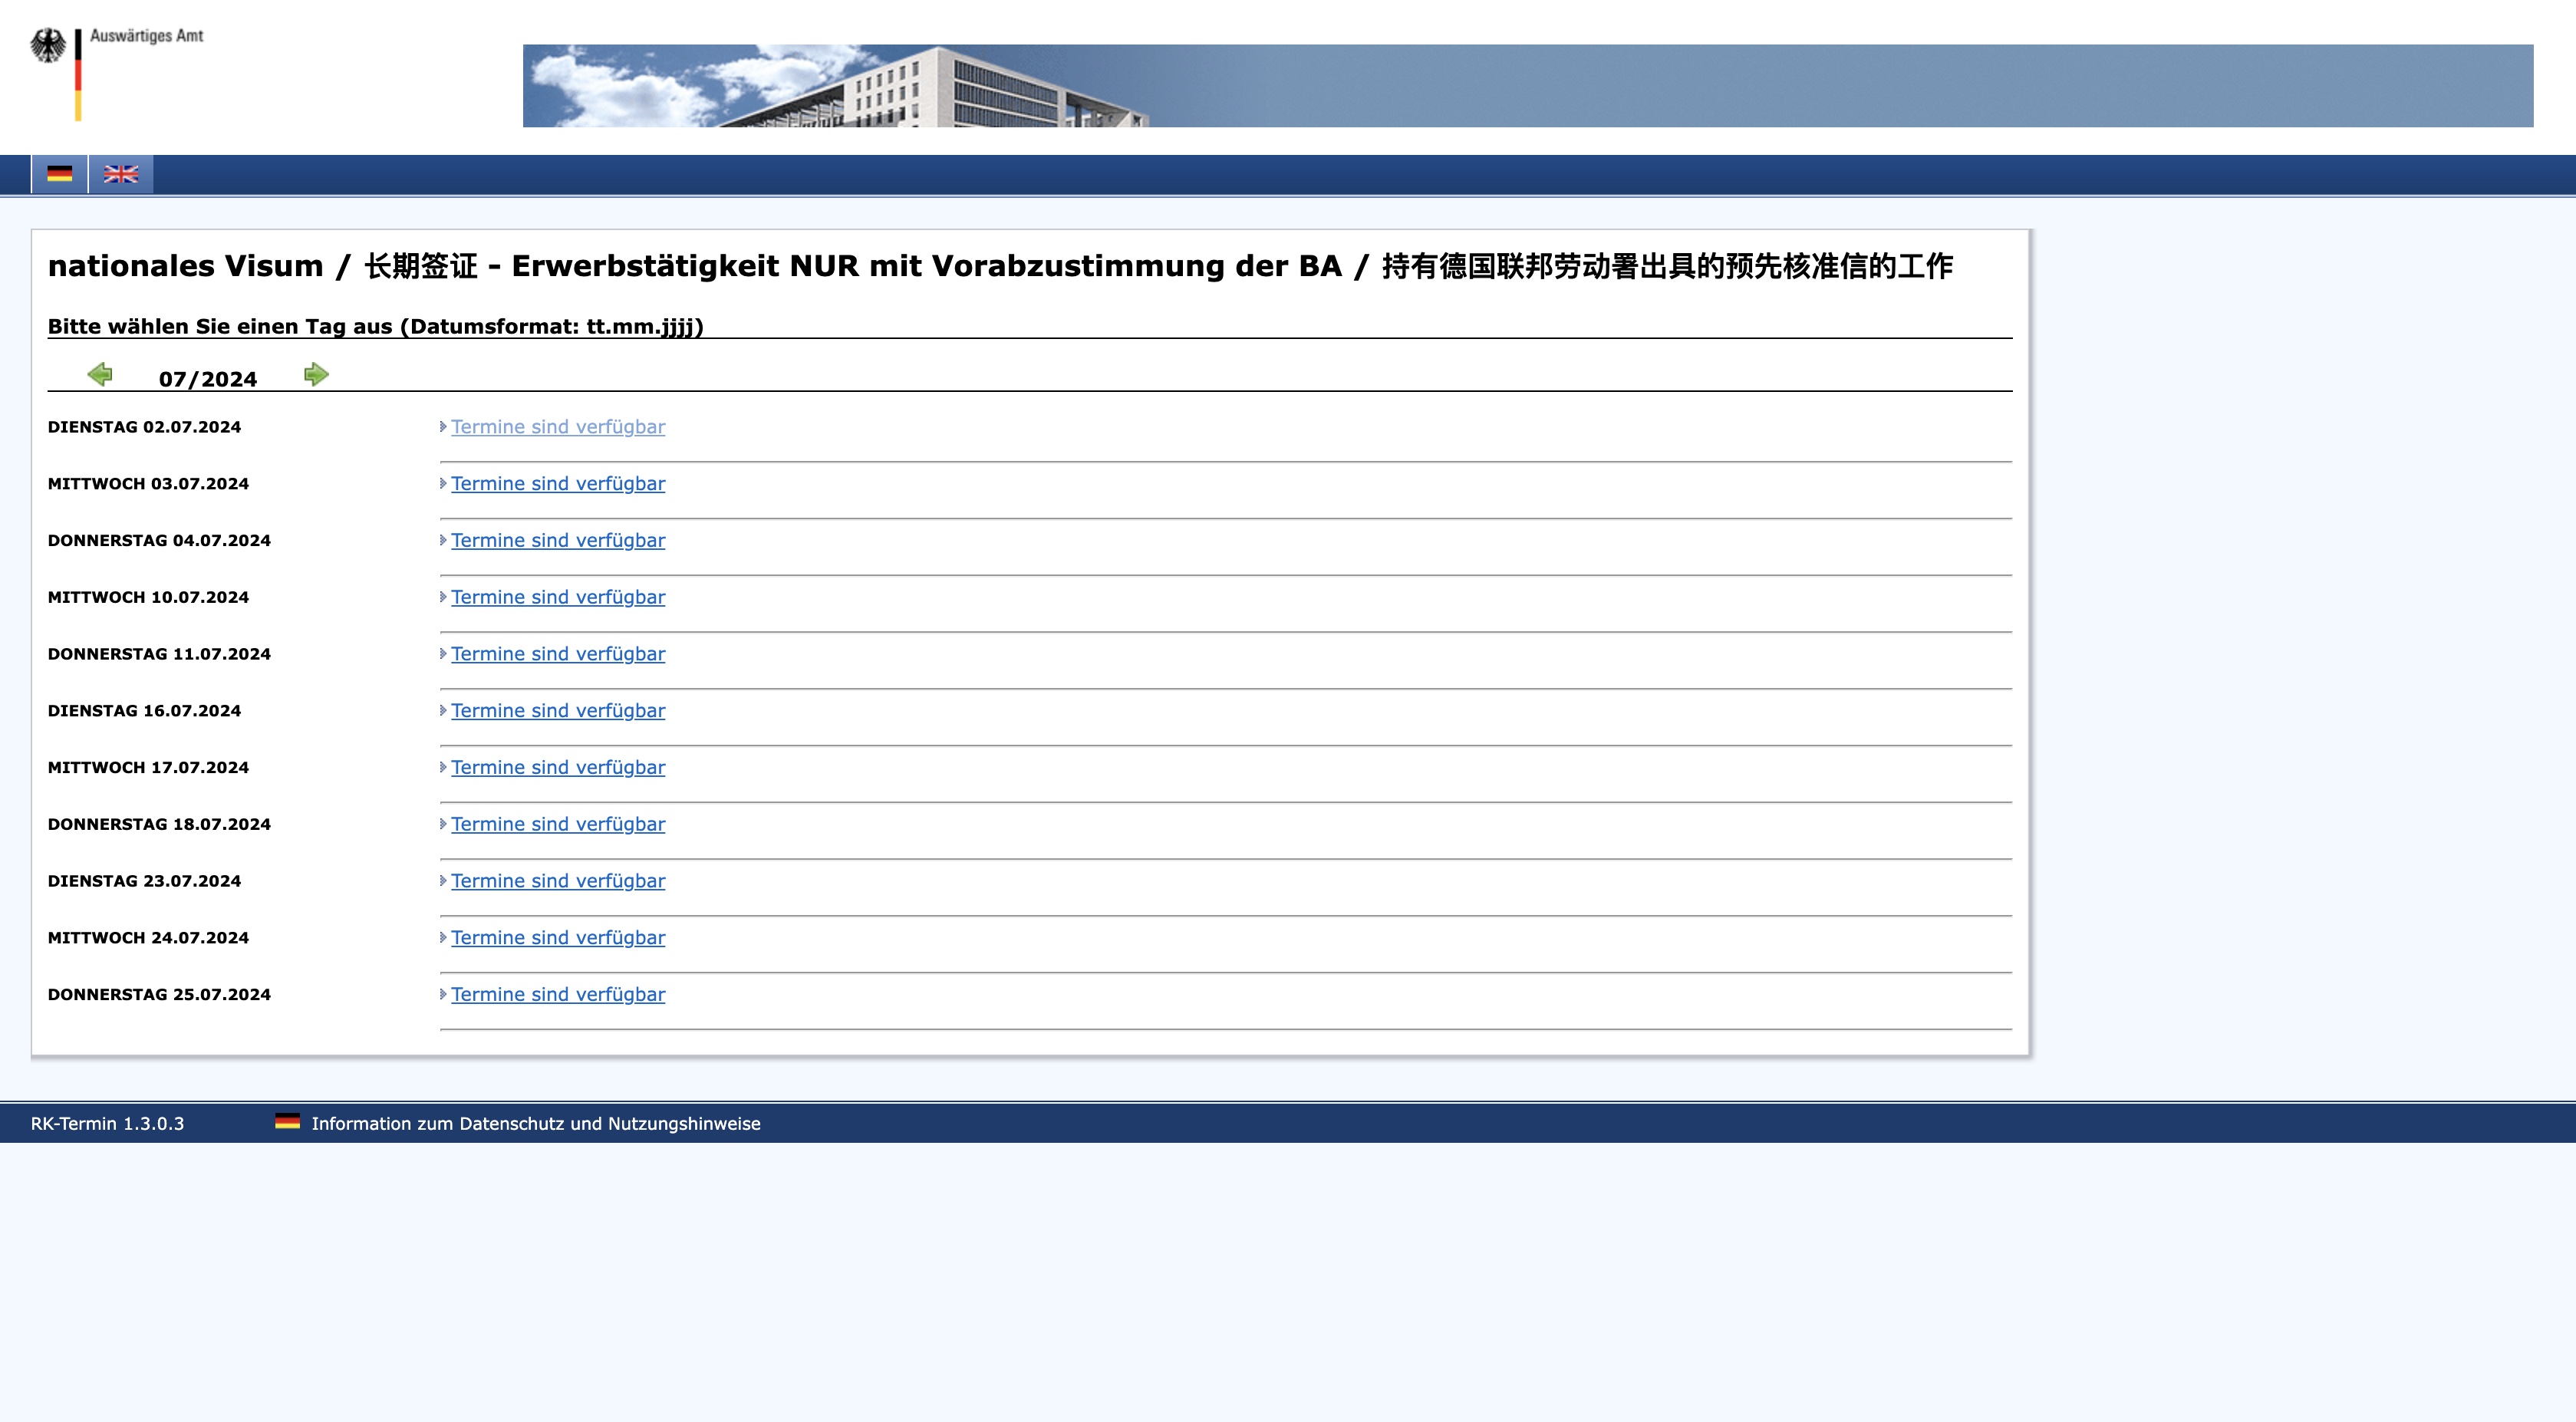 Auswärtiges Amt
nationales Visum / 长期签证 - Erwerbstätigkeit NUR mit Vorabzustimmung der BA / 持有德国联邦劳动署出具的预先核准信的工作
Bitte wählen Sie einen Tag aus (Datumsformat: tt.mm.jjjj)
07/2024
DIENSTAG 02.07.2024 Termine sind verfügbar
MITTWOCH 03.07.2024 Termine sind verfügbar
DONNERSTAG 04.07.2024 Termine sind verfügbar
MITTWOCH 10.07.2024 Termine sind verfügbar
DONNERSTAG 11.07.2024 Termine sind verfügbar
DIENSTAG 16.07.2024 Termine sind verfügbar
MITTWOCH 17.07.2024 Termine sind verfügbar
DONNERSTAG 18.07.2024 Termine sind verfügbar
DIENSTAG 23.07.2024 Termine sind verfügbar
MITTWOCH 24.07.2024 Termine sind verfügbar
DONNERSTAG 25.07.2024 Termine sind verfügbar
RK-Termin 1.3.0.3 Information zum Datenschutz und Nutzungshinweise